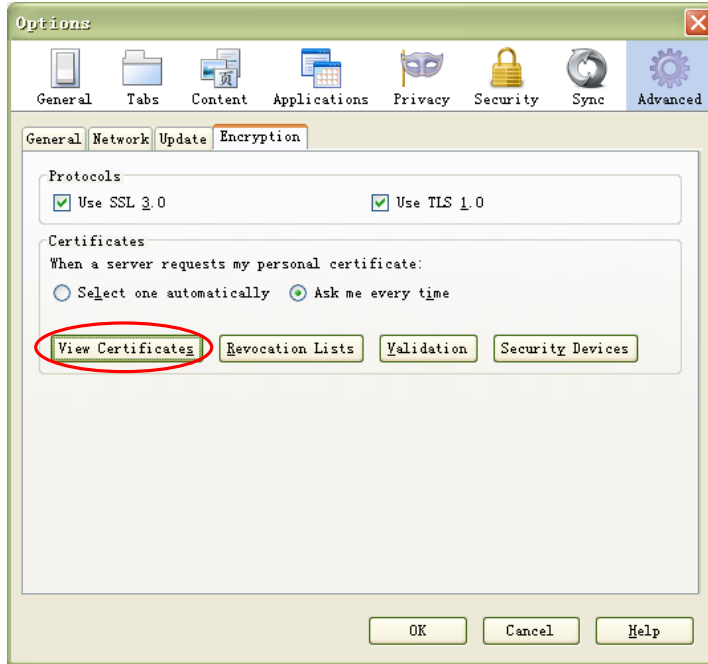 Options
General Tabs Content Applications Privacy Security Sync Advanced
页
General Network Update Encryption
Protocols
Use SSL 3.0 Use TLS 1.0
Certificates
When a server requests my personal certificate:
Select one automatically Ask me every time
View Certificates Revocation Lists Validation Security Devices
OK Cancel Help